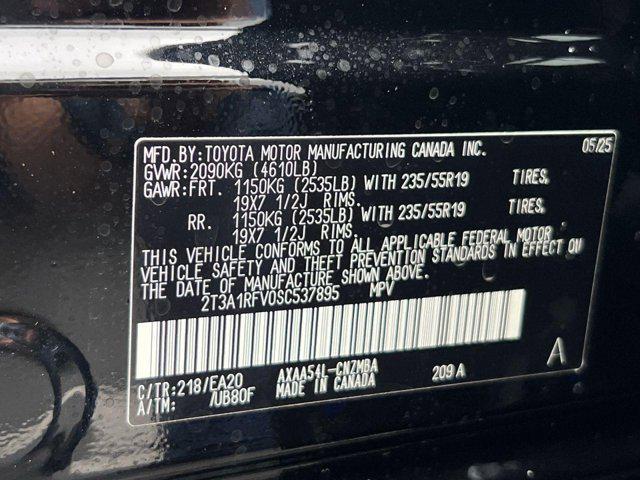 MFD.BY:TOYOTA MOTOR MANUFACTURING CANADA INC. 05/25
GVWR:2090KG (4610LB)
GAWR:FRT. 1150KG (2535LB) WITH 235/55R19 TIRES.
19X7 1/2J RIMS.
RR. 1150KG (2535LB) WITH 235/55R19 TIRES.
19X7 1/2J RIMS.
THIS VEHICLE CONFORMS TO ALL APPLICABLE FEDERAL MOTOR
VEHICLE SAFETY AND THEFT PREVENTION STANDARDS IN EFFECT ON
THE DATE OF MANUFACTURE SHOWN ABOVE.
2T3A1RFV0SC537895 MPV
C/TR:218/EA20 AXAA54L-CNZMBA 209A A
A/TM: /UB80F MADE IN CANADA